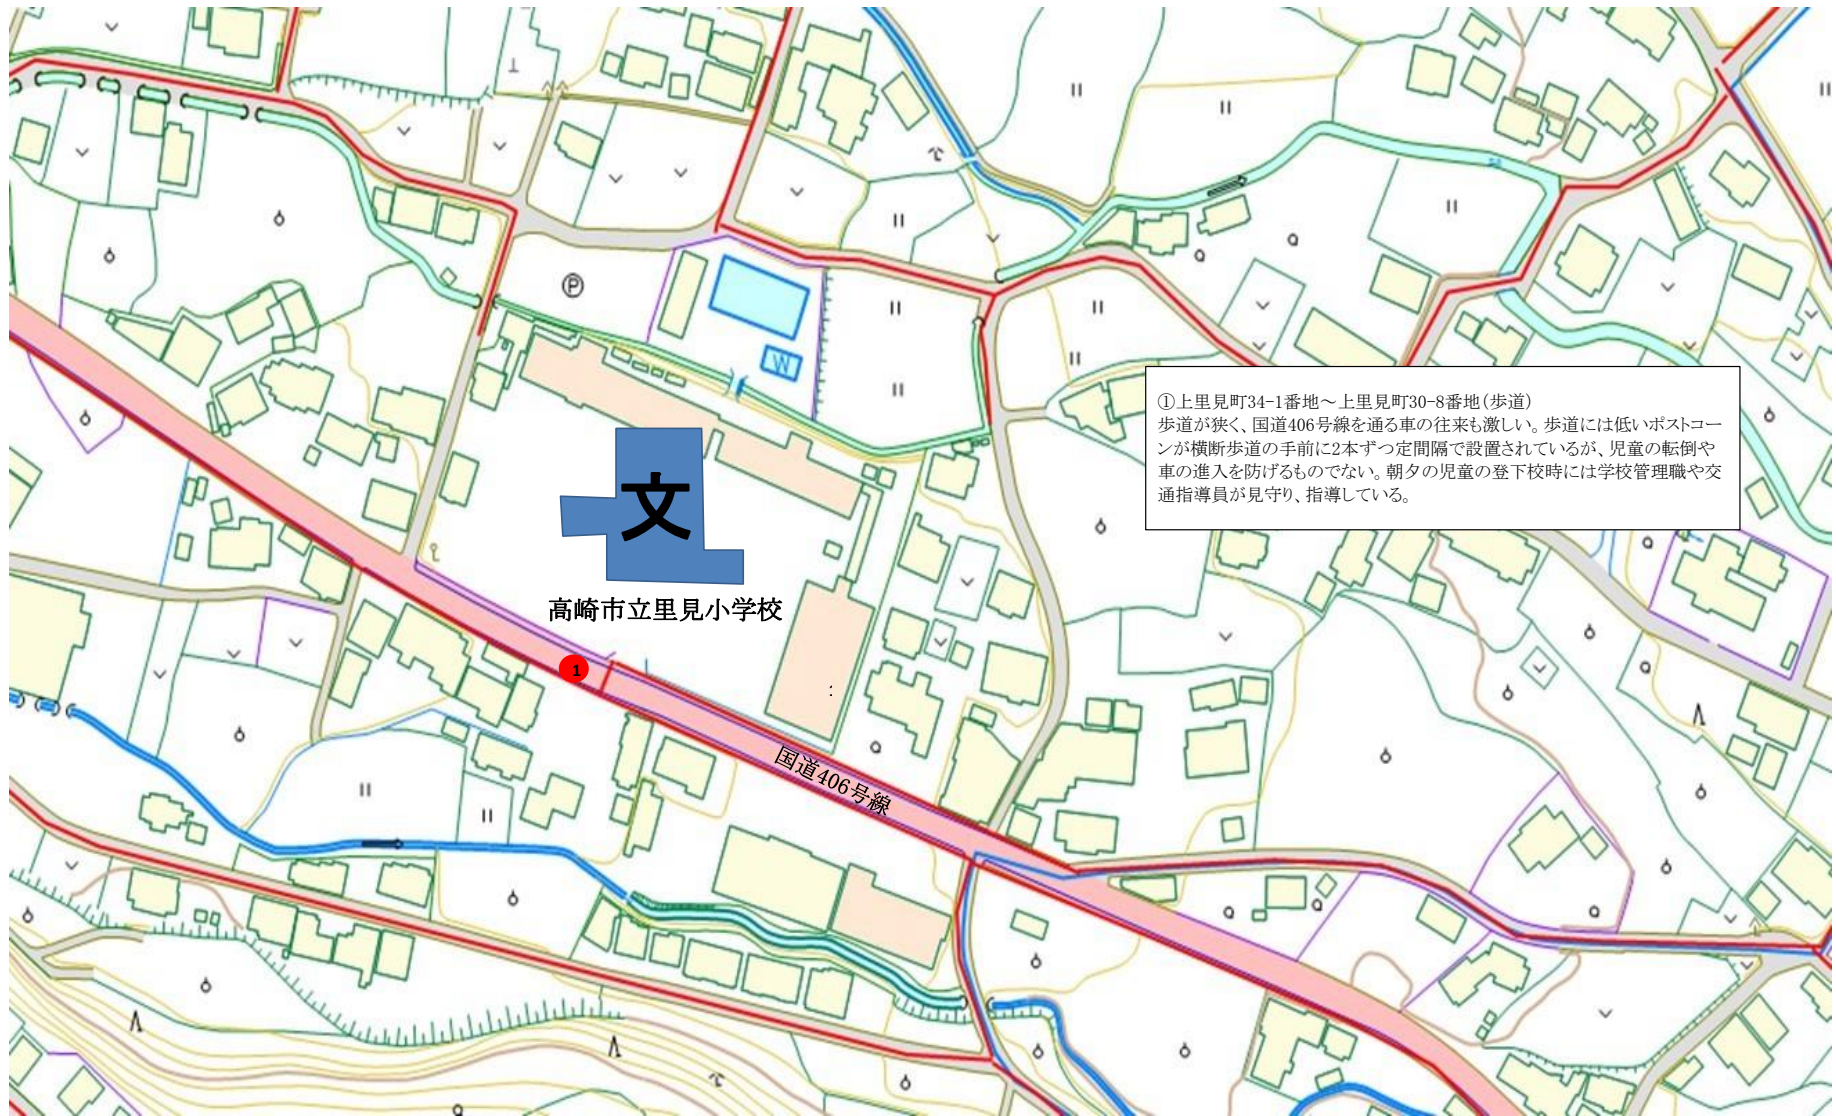 Ⓟ
W
①上里見町34-1番地～上里見町30-8番地(歩道)
歩道が狭く、国道406号線を通る車の往来も激しい。歩道には低いポストコー
ンが横断歩道の手前に2本ずつ定間隔で設置されているが、児童の転倒や
車の進入を防げるものでない。朝夕の児童の登下校時には学校管理職や交
通指導員が見守り、指導している。
文
高崎市立里見小学校
1
国道406号線